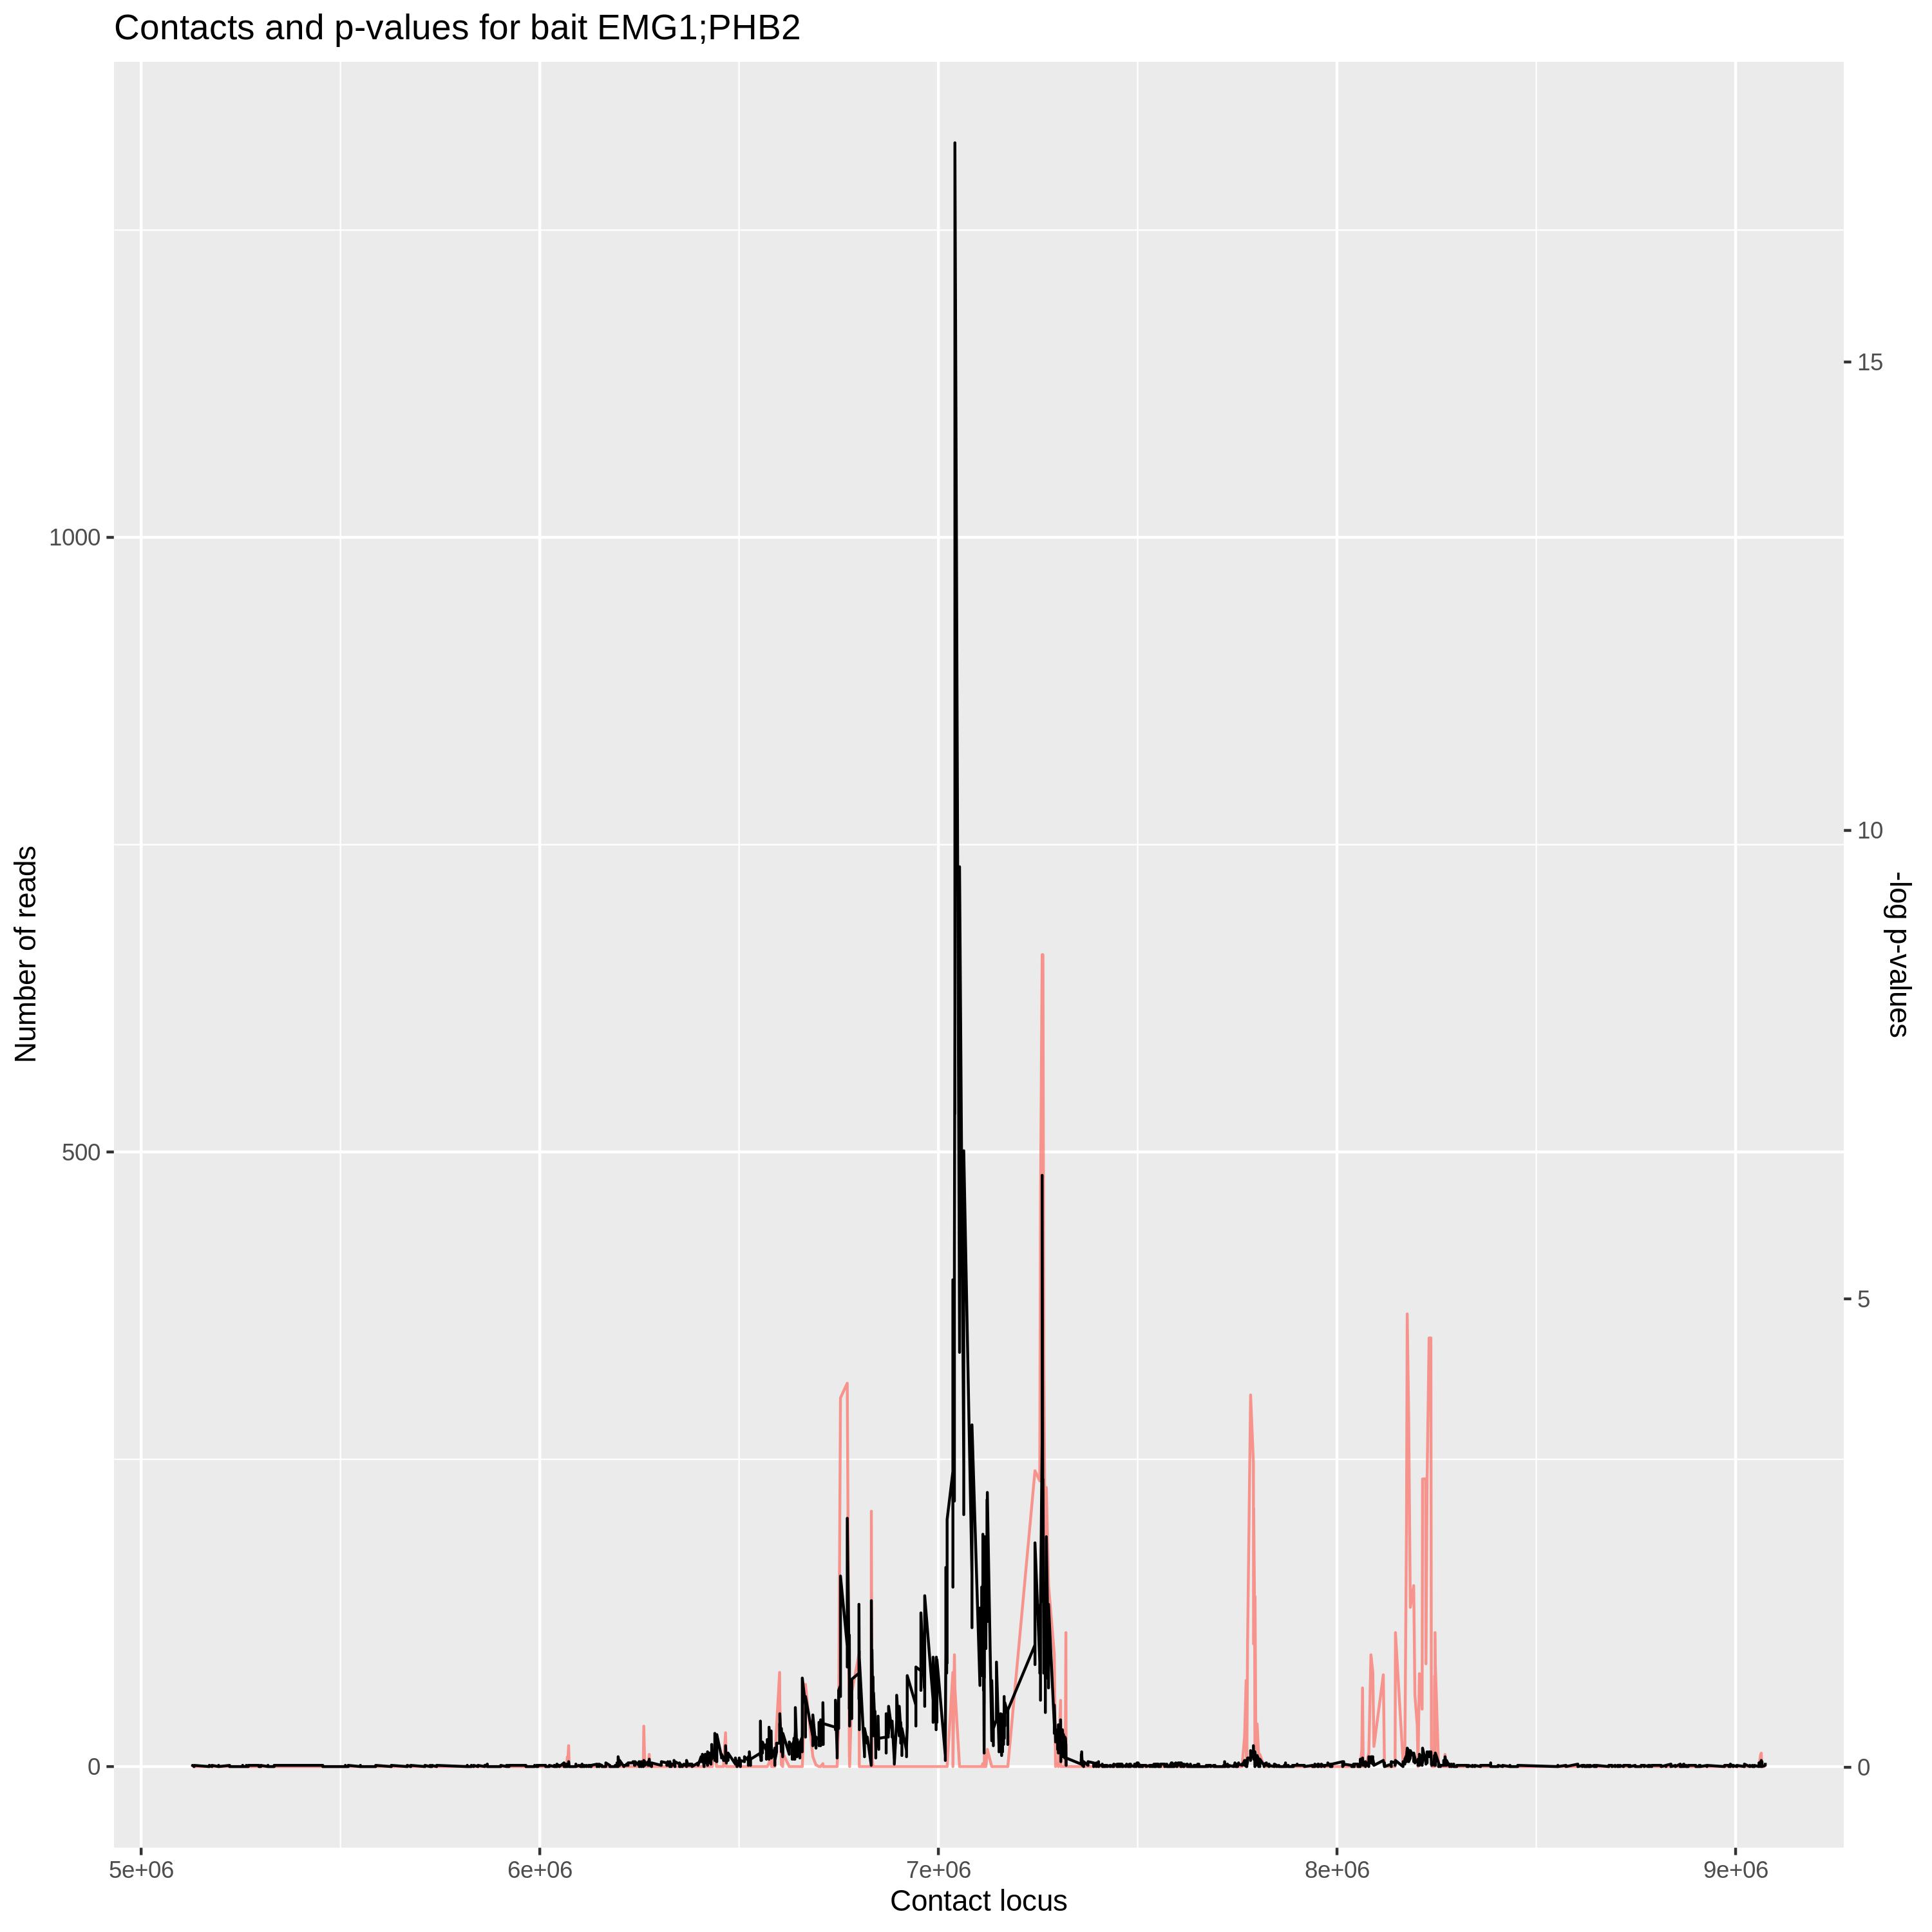 Contacts and p-values for bait EMG1;PHB2
Number of reads
1000
500
0
15
10
5
0
-log p-values
5e+06 6e+06 7e+06 8e+06 9e+06
Contact locus